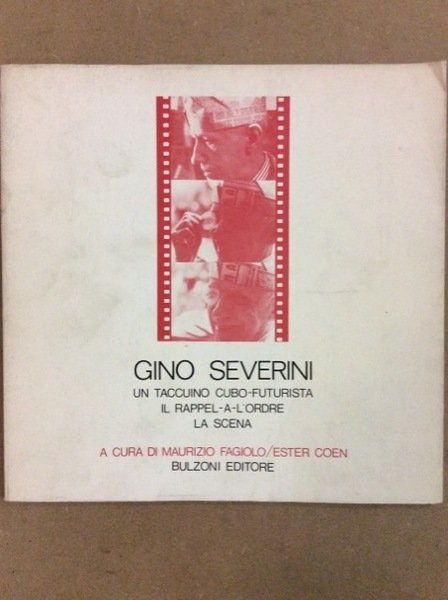 GINO SEVERINI
UN TACCUINO CUBO-FUTURISTA
IL RAPPEL-A-L'ORDRE
LA SCENA
A CURA DI MAURIZIO FAGIOLO/ESTER COEN
BULZONI EDITORE